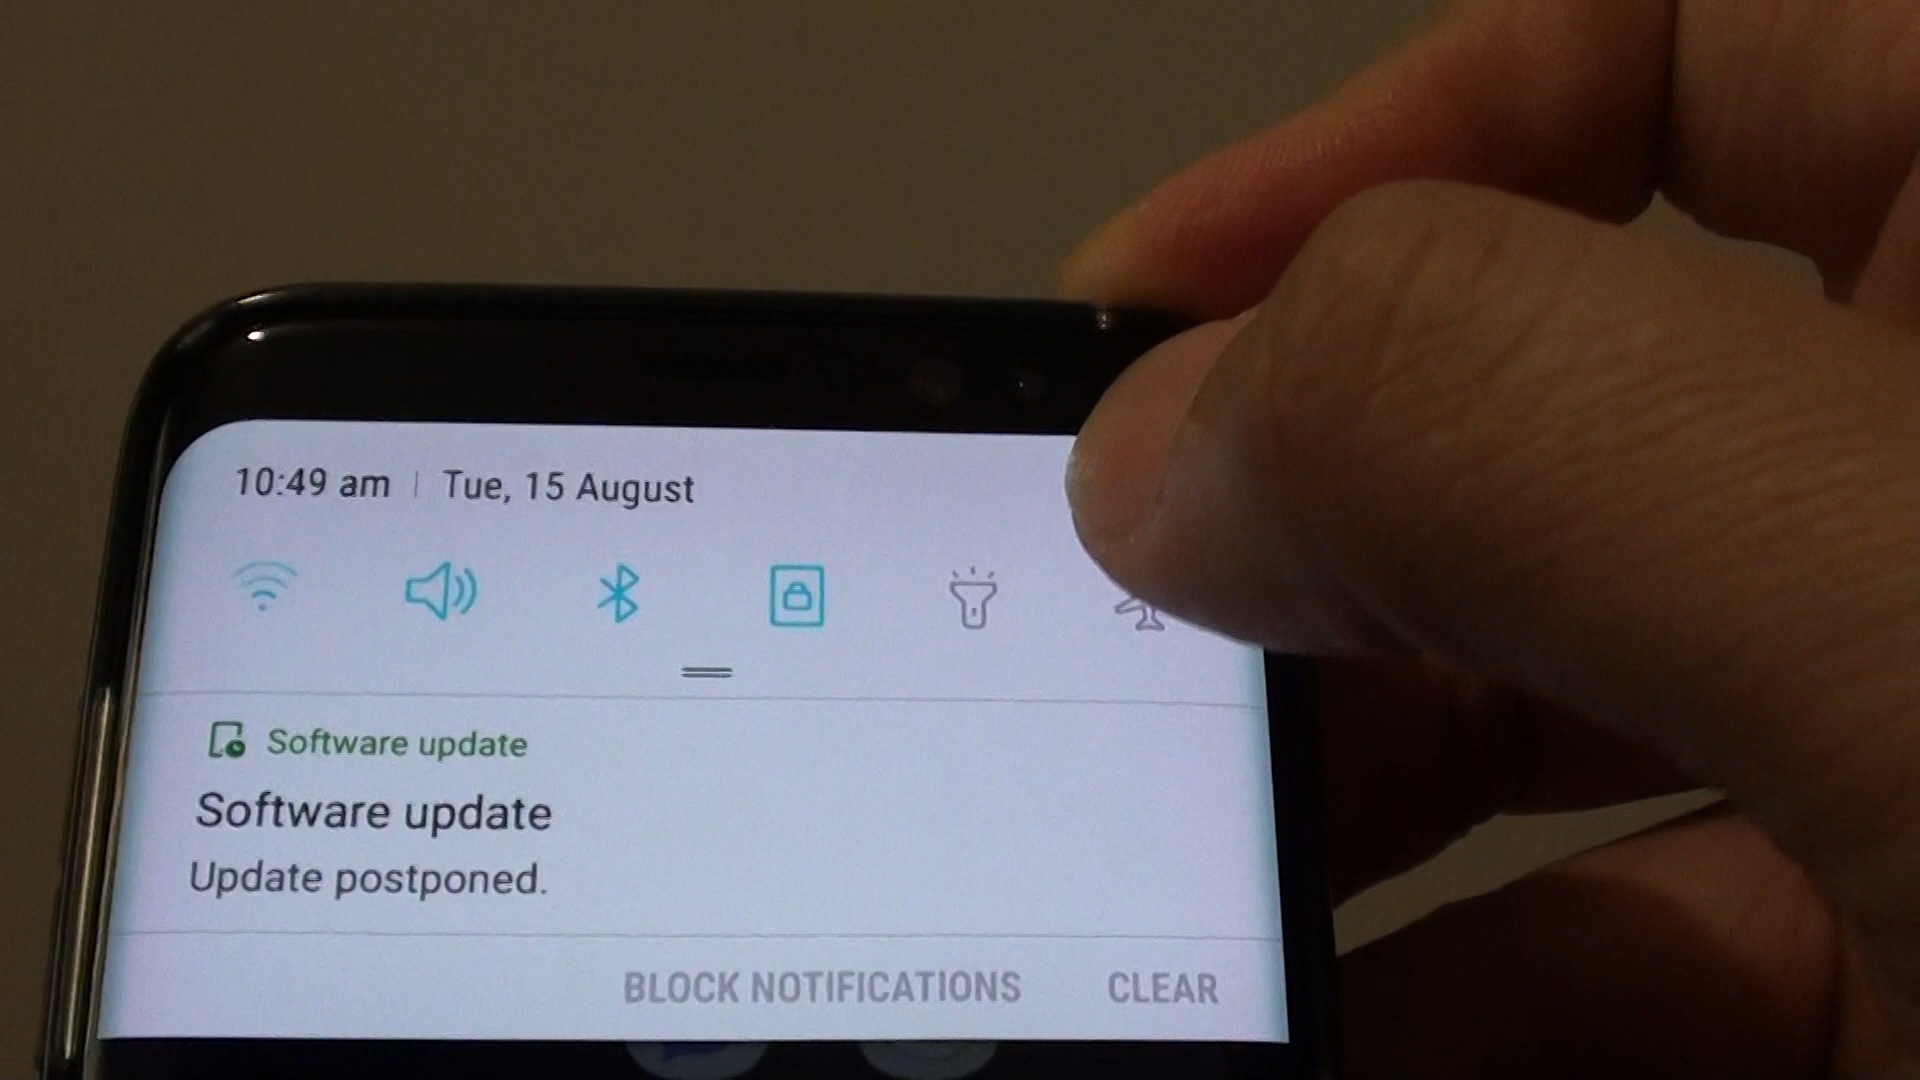 10:49 am | Tue, 15 August
Software update
Software update
Update postponed.
BLOCK NOTIFICATIONS CLEAR